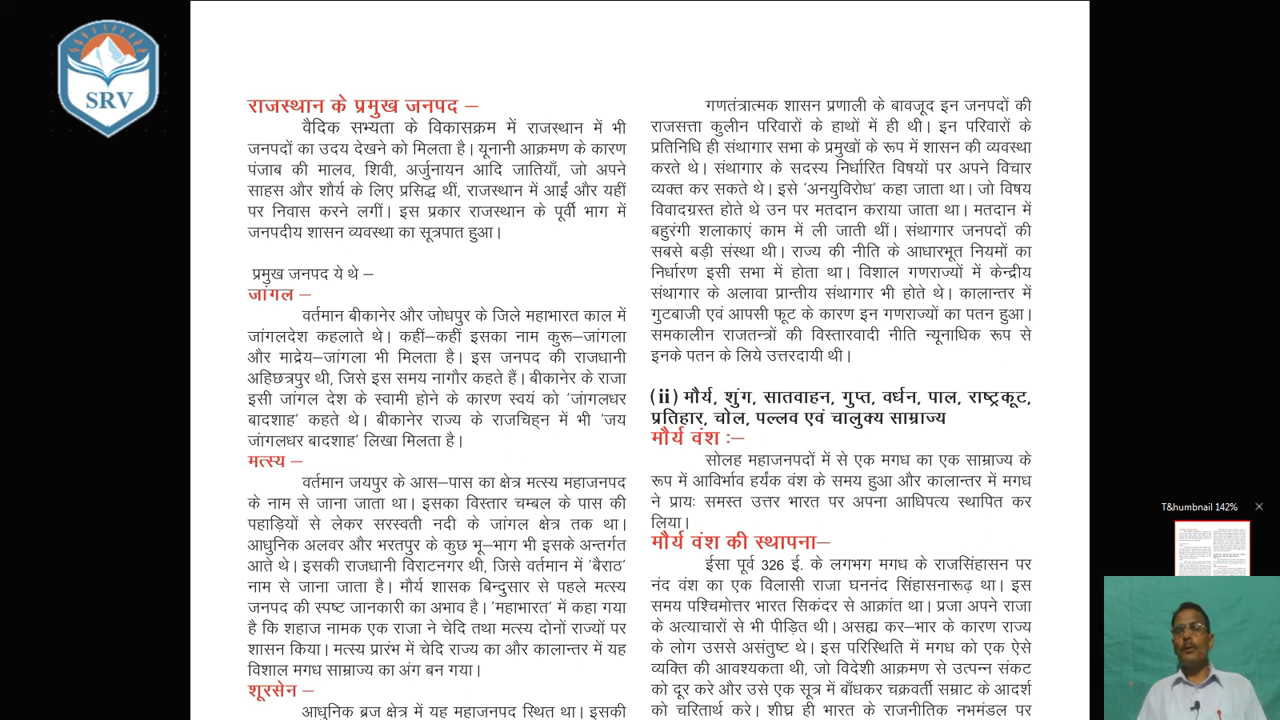 SRV
राजस्थान के प्रमुख जनपद –
वैदिक सभ्यता के विकासक्रम में राजस्थान में भी
जनपदों का उदय देखने को मिलता है। यूनानी आक्रमण के कारण
पंजाब की मालव, शिवी, अर्जुनायन आदि जातियाँ, जो अपने
साहस और शौर्य के लिए प्रसिद्ध थीं, राजस्थान में आईं और यहीं
पर निवास करने लगीं। इस प्रकार राजस्थान के पूर्वी भाग में
जनपदीय शासन व्यवस्था का सूत्रपात हुआ।
प्रमुख जनपद ये थे –
जांगल –
वर्तमान बीकानेर और जोधपुर के जिले महाभारत काल में
जांगलदेश कहलाते थे। कहीं–कहीं इसका नाम कुरू–जांगला
और माद्रेय–जांगला भी मिलता है। इस जनपद की राजधानी
अहिछत्रपुर थी, जिसे इस समय नागौर कहते हैं। बीकानेर के राजा
इसी जांगल देश के स्वामी होने के कारण स्वयं को 'जांगलधर
बादशाह' कहते थे। बीकानेर राज्य के राजचिह्न में भी 'जय
जांगलधर बादशाह' लिखा मिलता है।
मत्स्य –
वर्तमान जयपुर के आस–पास का क्षेत्र मत्स्य महाजनपद
के नाम से जाना जाता था। इसका विस्तार चम्बल के पास की
पहाड़ियों से लेकर सरस्वती नदी के जांगल क्षेत्र तक था।
आधुनिक अलवर और भरतपुर के कुछ भू–भाग भी इसके अन्तर्गत
आते थे। इसकी राजधानी विराटनगर थी, जिसे वर्तमान में 'बैराठ'
नाम से जाना जाता है। मौर्य शासक बिन्दुसार से पहले मत्स्य
जनपद की स्पष्ट जानकारी का अभाव है। 'महाभारत' में कहा गया
है कि शहाज नामक एक राजा ने चेदि तथा मत्स्य दोनों राज्यों पर
शासन किया। मत्स्य प्रारंभ में चेदि राज्य का और कालान्तर में यह
विशाल मगध साम्राज्य का अंग बन गया।
शूरसेन –
आधुनिक ब्रज क्षेत्र में यह महाजनपद स्थित था। इसकी
गणतंत्रात्मक शासन प्रणाली के बावजूद इन जनपदों की
राजसत्ता कुलीन परिवारों के हाथों में ही थी। इन परिवारों के
प्रतिनिधि ही संथागार सभा के प्रमुखों के रूप में शासन की व्यवस्था
करते थे। संथागार के सदस्य निर्धारित विषयों पर अपने विचार
व्यक्त कर सकते थे। इसे 'अनयुविरोध' कहा जाता था। जो विषय
विवादग्रस्त होते थे उन पर मतदान कराया जाता था। मतदान में
बहुरंगी शलाकाएं काम में ली जाती थीं। संथागार जनपदों की
सबसे बड़ी संस्था थी। राज्य की नीति के आधारभूत नियमों का
निर्धारण इसी सभा में होता था। विशाल गणराज्यों में केन्द्रीय
संथागार के अलावा प्रान्तीय संथागार भी होते थे। कालान्तर में
गुटबाजी एवं आपसी फूट के कारण इन गणराज्यों का पतन हुआ।
समकालीन राजतन्त्रों की विस्तारवादी नीति न्यूनाधिक रूप से
इनके पतन के लिये उत्तरदायी थी।
(ii) मौर्य, शुंग, सातवाहन, गुप्त, वर्धन, पाल, राष्ट्रकूट,
प्रतिहार, चोल, पल्लव एवं चालुक्य साम्राज्य
मौर्य वंश :–
सोलह महाजनपदों में से एक मगध का एक साम्राज्य के
रूप में आविर्भाव हर्यंक वंश के समय हुआ और कालान्तर में मगध
ने प्रायः समस्त उत्तर भारत पर अपना आधिपत्य स्थापित कर
लिया।
मौर्य वंश की स्थापना–
ईसा पूर्व 326 ई. के लगभग मगध के राजसिंहासन पर
नंद वंश का एक विलासी राजा घननंद सिंहासनारूढ़ था। इस
समय पश्चिमोत्तर भारत सिकंदर से आक्रांत था। प्रजा अपने राजा
के अत्याचारों से भी पीड़ित थी। असह्य कर–भार के कारण राज्य
के लोग उससे असंतुष्ट थे। इस परिस्थिति में मगध को एक ऐसे
व्यक्ति की आवश्यकता थी, जो विदेशी आक्रमण से उत्पन्न संकट
को दूर करे और उसे एक सूत्र में बाँधकर चक्रवर्ती सम्राट के आदर्श
को चरितार्थ करे। शीघ्र ही भारत के राजनीतिक नभमंडल पर
T&humbnail 142%